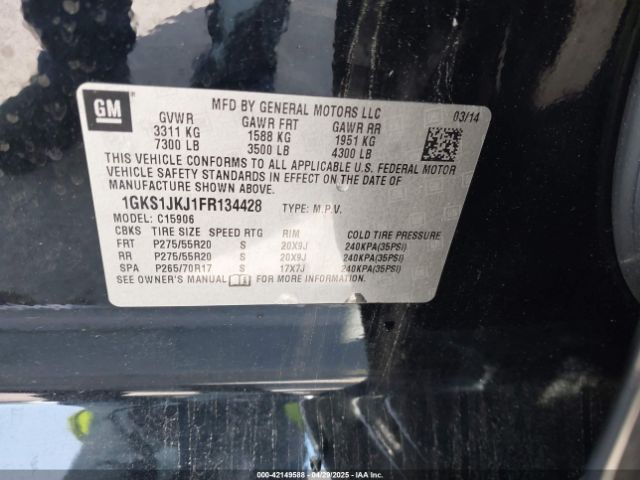 GM
MFD BY GENERAL MOTORS LLC
03/14
GVWR GAWR FRT GAWR RR
3311 KG 1588 KG 1951 KG
7300 LB 3500 LB 4300 LB
THIS VEHICLE CONFORMS TO ALL APPLICABLE U.S. FEDERAL MOTOR
VEHICLE SAFETY STANDARDS IN EFFECT ON THE DATE OF
MANUFACTURE SHOWN ABOVE.
1GKS1JKJ1FR134428 TYPE: M.P.V.
MODEL: C15906
CBKS TIRE SIZE SPEED RTG RIM COLD TIRE PRESSURE
FRT P275/55R20 S 20X9J 240KPA(35PSI)
RR P275/55R20 S 20X9J 240KPA(35PSI)
SPA P265/70R17 S 17X7J 240KPA(35PSI)
SEE OWNER'S MANUAL FOR MORE INFORMATION.
000-42149588 - 04/29/2025 - IAA Inc.